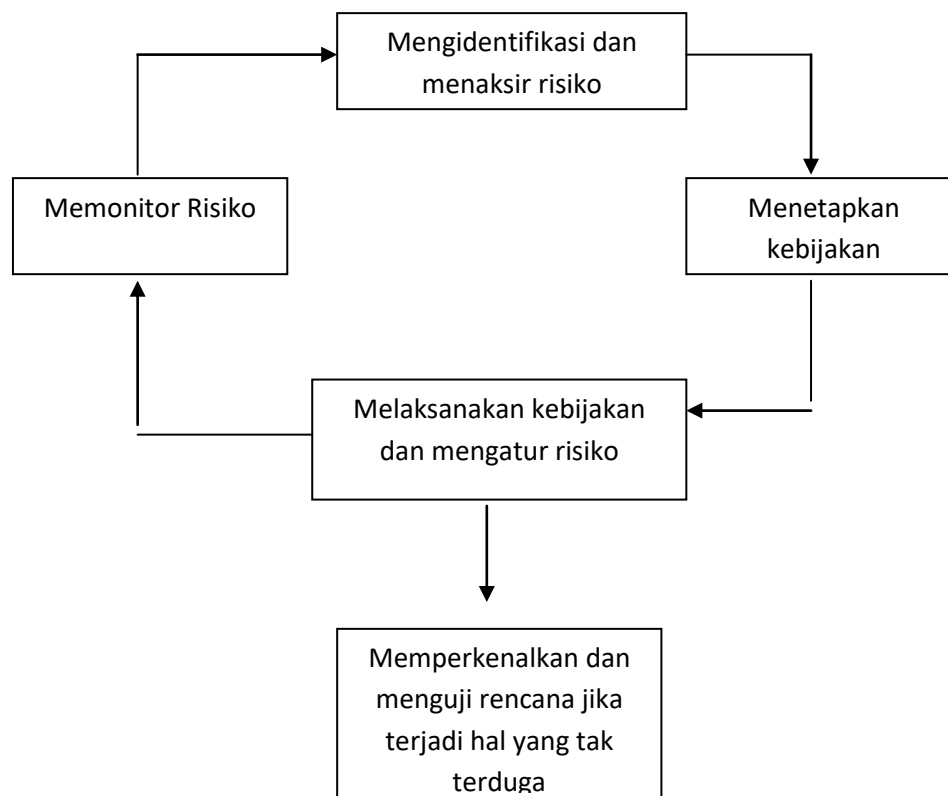 Mengidentifikasi dan
menaksir risiko
Memonitor Risiko
Menetapkan
kebijakan
Melaksanakan kebijakan
dan mengatur risiko
Memperkenalkan dan
menguji rencana jika
terjadi hal yang tak
terduga